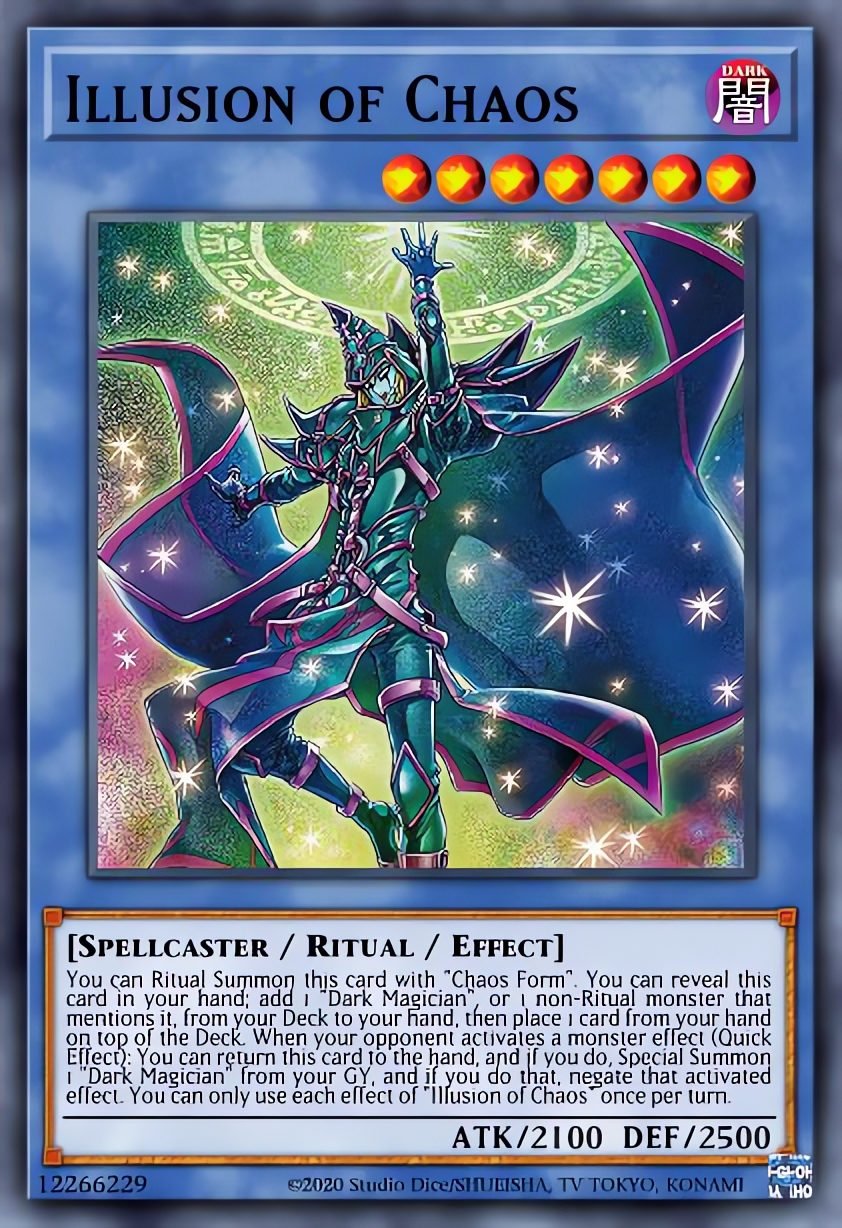 Illusion of Chaos
DARK
闇
[Spellcaster / Ritual / Effect]
You can Ritual Summon this card with "Chaos Form". You can reveal this
card in your hand; add 1 "Dark Magician", or 1 non-Ritual monster that
mentions it, from your Deck to your hand, then place 1 card from your hand
on top of the Deck. When your opponent activates a monster effect (Quick
Effect): You can return this card to the hand, and if you do, Special Summon
1 "Dark Magician" from your GY, and if you do that, negate that activated
effect. You can only use each effect of "Illusion of Chaos" once per turn.
ATK/2100 DEF/2500
12266229
©2020 Studio Dice/SHUEISHA, TV TOKYO, KONAMI